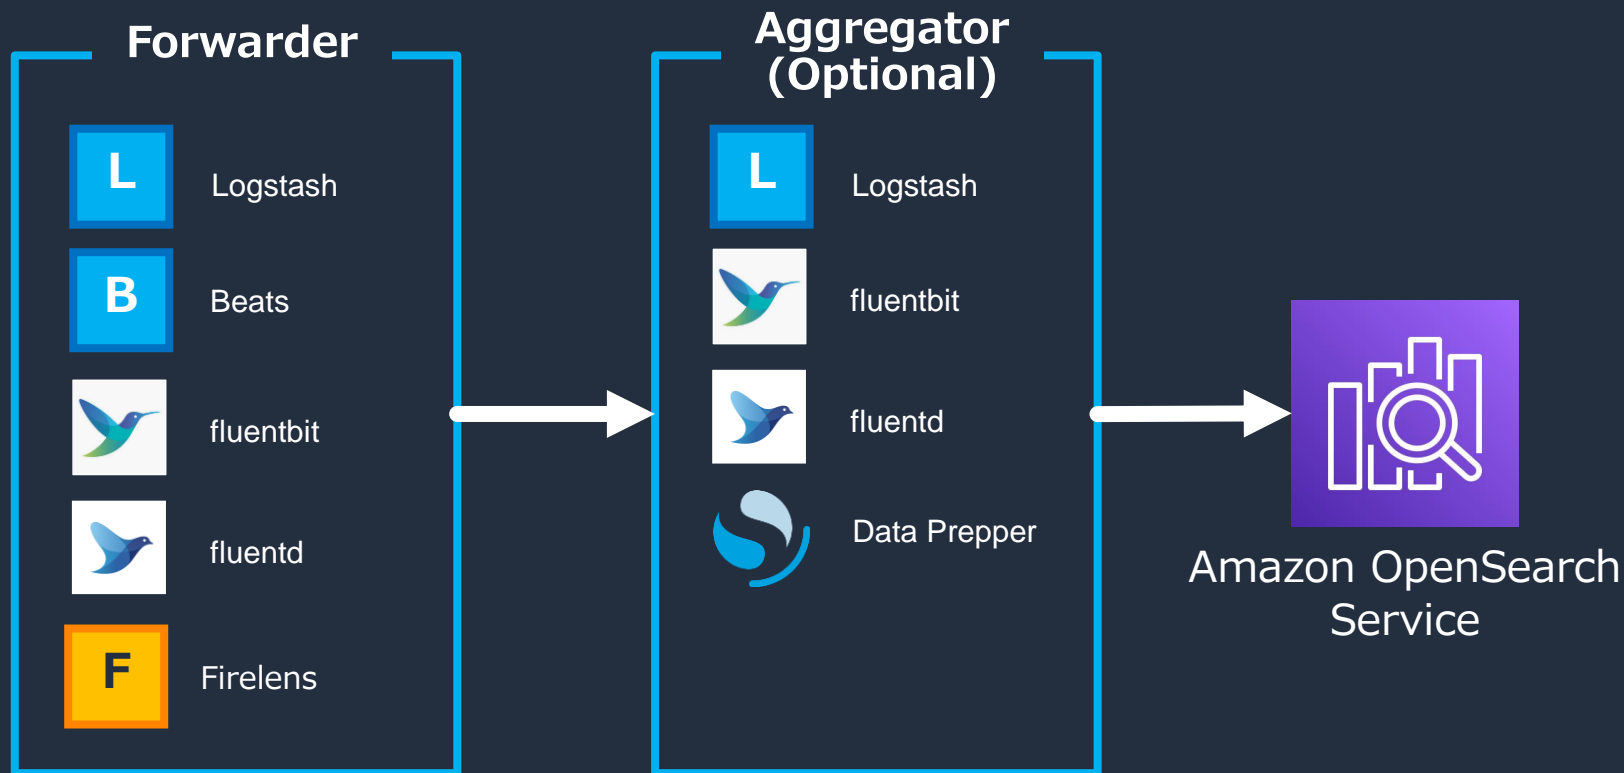 Forwarder
L
Logstash
B
Beats
fluentbit
fluentd
F
Firelens
Aggregator
(Optional)
L
Logstash
fluentbit
fluentd
Data Prepper
Amazon OpenSearch
Service